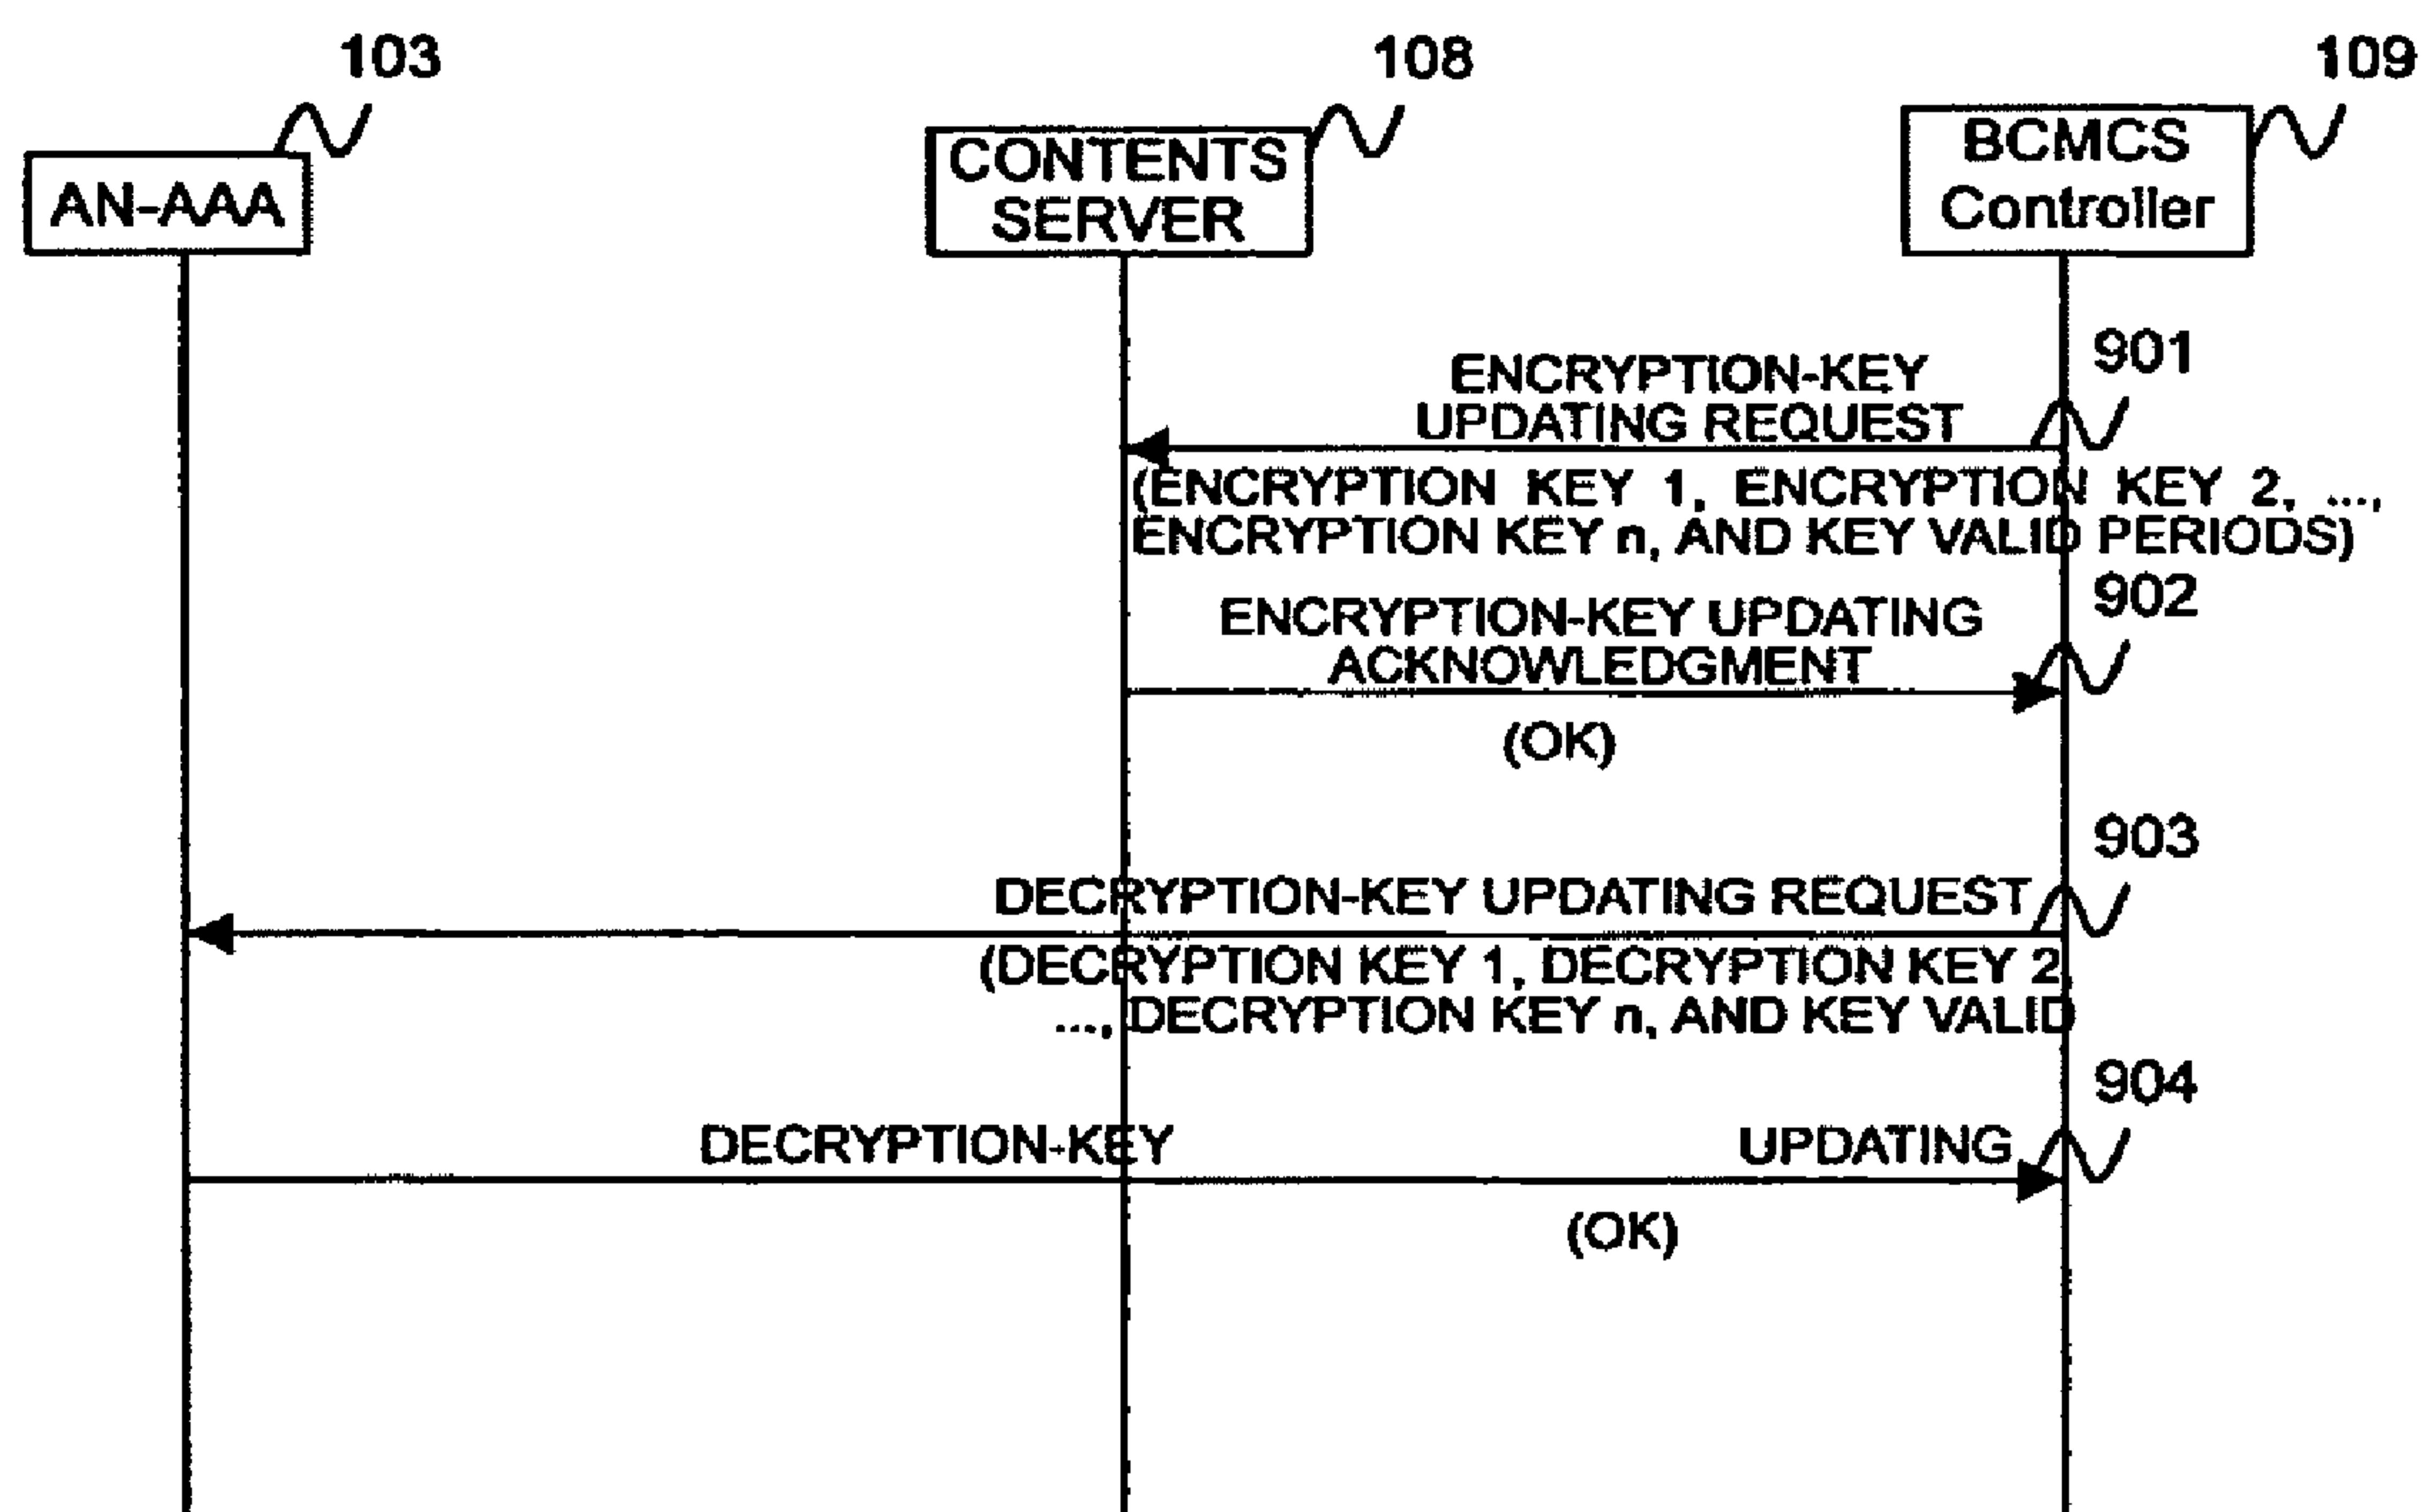 103
108
109
AN-AAA
CONTENTS
SERVER
BCMCS
Controller
901
ENCRYPTION-KEY
UPDATING REQUEST
(ENCRYPTION KEY 1, ENCRYPTION KEY 2, ...,
ENCRYPTION KEY n, AND KEY VALID PERIODS)
902
ENCRYPTION-KEY UPDATING
ACKNOWLEDGMENT
(OK)
903
DECRYPTION-KEY UPDATING REQUEST
(DECRYPTION KEY 1, DECRYPTION KEY 2
..., DECRYPTION KEY n, AND KEY VALID
904
DECRYPTION-KEY UPDATING
(OK)